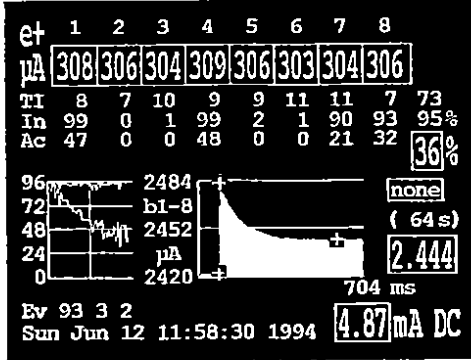 e+ 1 2 3 4 5 6 7 8
µA 308 306 304 309 306 303 304 306
TI 8 7 10 9 9 11 11 7 73
In 99 0 1 99 2 1 90 93 95%
Ac 47 0 0 48 0 0 21 32 36%
96 2484 none
72 b1-8 ( 64s)
48 2452
24 µA 2.444
0 2420
704 ms
Ev 93 3 2
Sun Jun 12 11:58:30 1994 4.87 mA DC